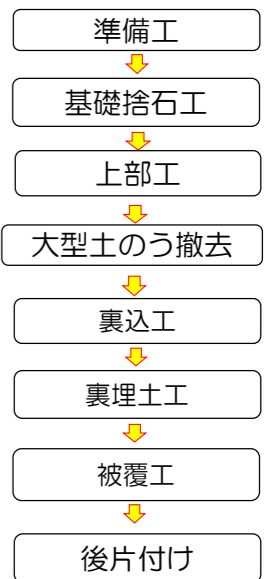 準備工
基礎捨石工
上部工
大型土のう撤去
裏込工
裏埋土工
被覆工
後片付け